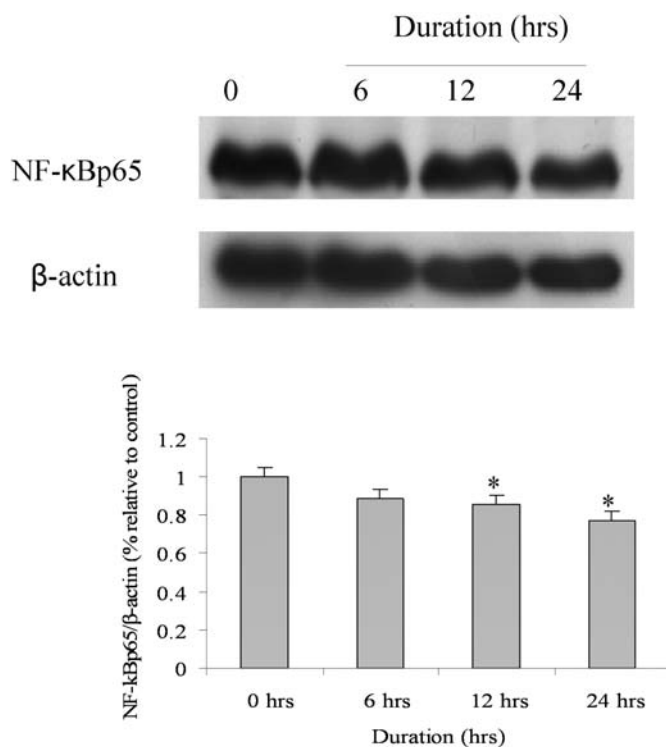 Duration (hrs)
0 6 12 24
NF-κBp65
β-actin
NF-kBp65/β-actin (% relative to control)
1.2
1
0.8
0.6
0.4
0.2
0
* *
0 hrs 6 hrs 12 hrs 24 hrs
Duration (hrs)